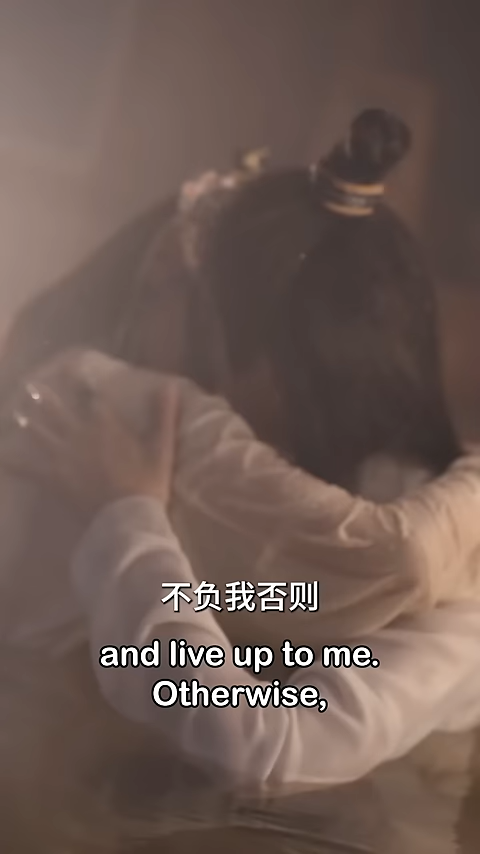 不负我否则
and live up to me.
Otherwise,